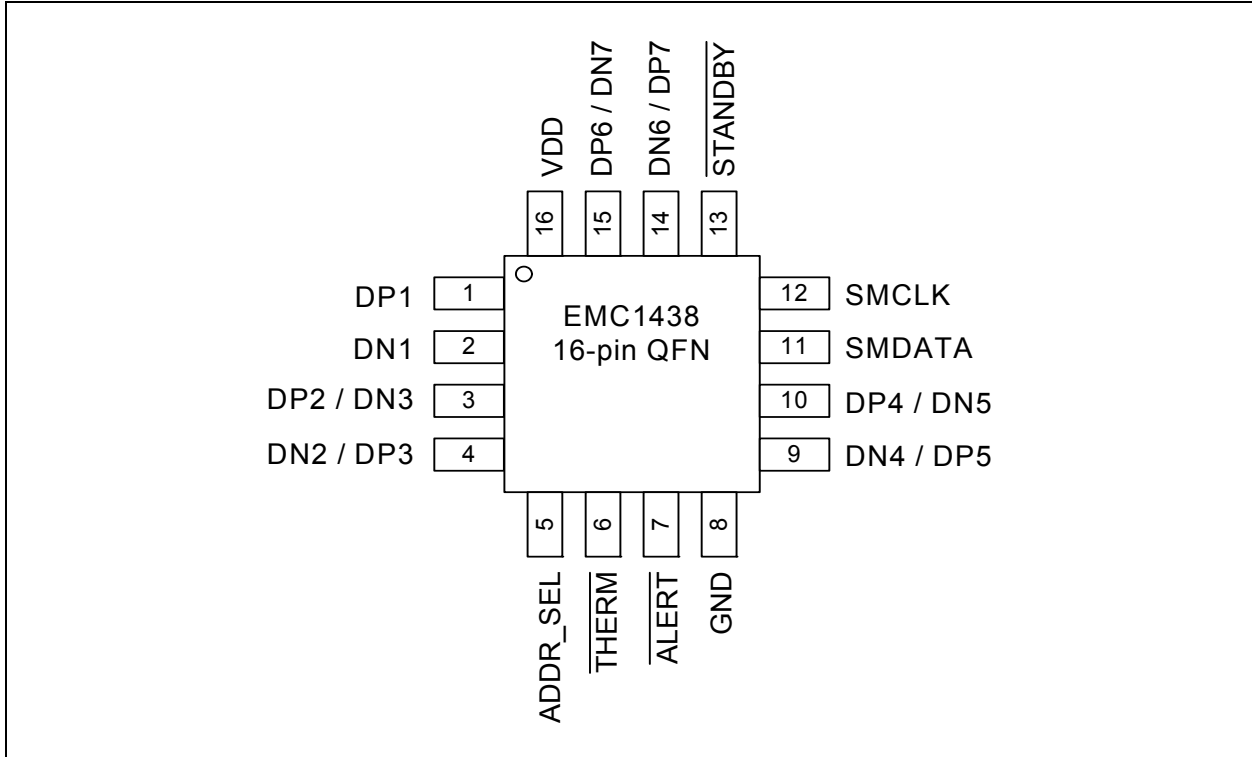 VDD
DP6 / DN7
DN6 / DP7
STANDBY
16
15
14
13
DP1
1
DN1
2
DP2 / DN3
3
DN2 / DP3
4
EMC1438
16-pin QFN
12
SMCLK
11
SMDATA
10
DP4 / DN5
9
DN4 / DP5
5
6
7
8
ADDR_SEL
THERM
ALERT
GND